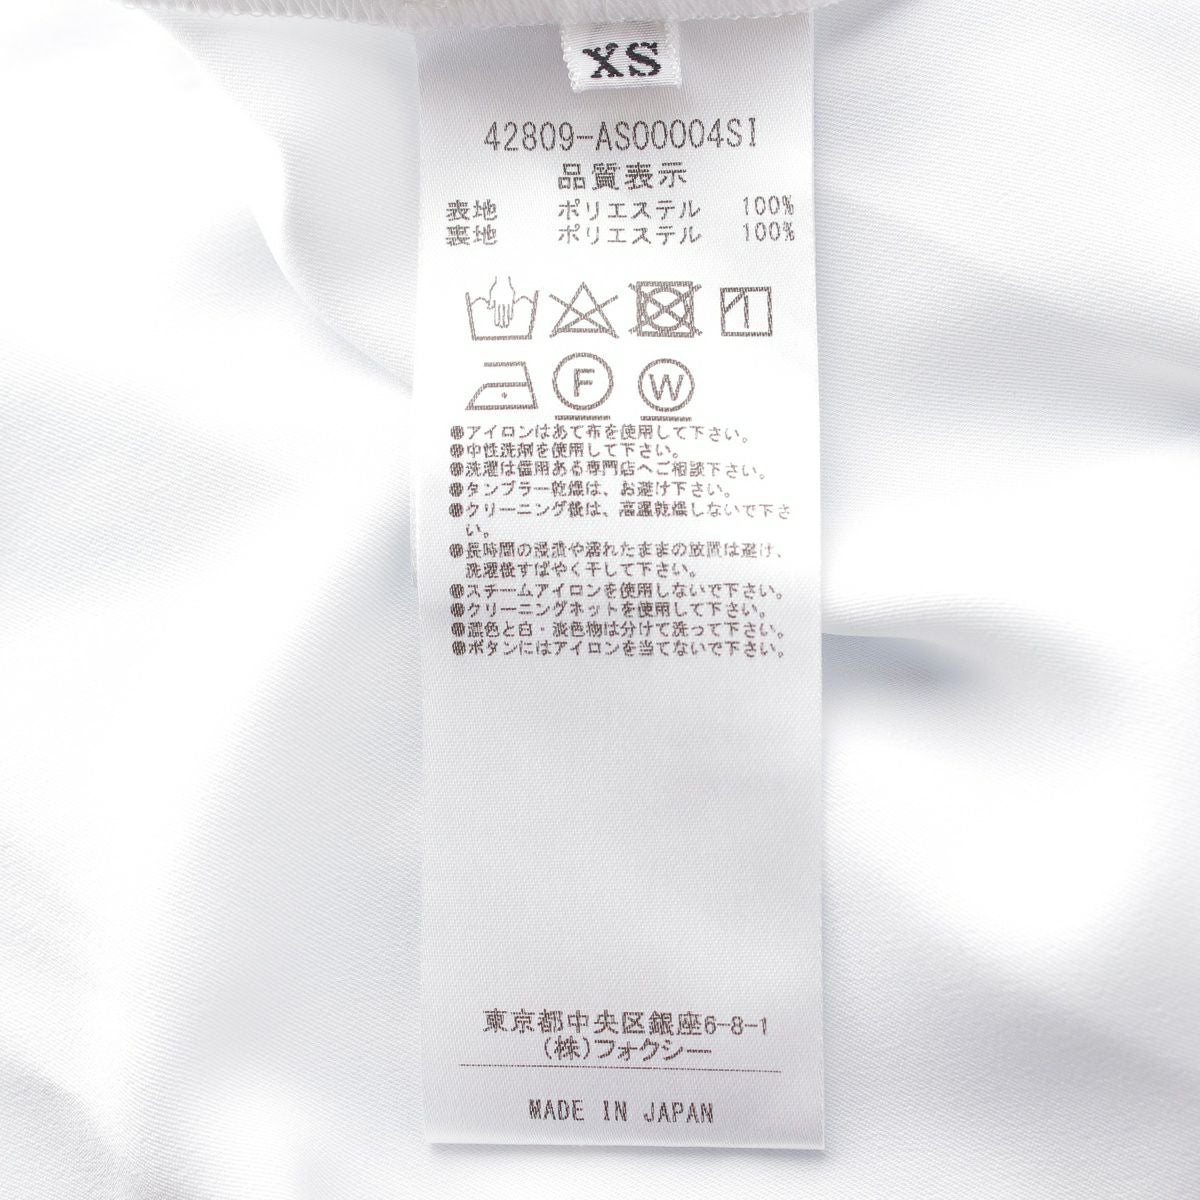 XS
42809-AS00004SI
品質表示
表地 ポリエステル 100%
裏地 ポリエステル 100%
F W
●アイロンはあて布を使用して下さい。
●中性洗剤を使用して下さい。
●洗濯は信用ある専門店へご相談下さい。
●タンブラー乾燥は、お避け下さい。
●クリーニング後は、高温乾燥しないで下さ
い。
●長時間の浸漬や濡れたままの放置は避け、
洗濯後すばやく干して下さい。
●スチームアイロンを使用しないで下さい。
●クリーニングネットを使用して下さい。
●濃色と白・淡色物は分けて洗って下さい。
●ボタンにはアイロンを当てないで下さい。
東京都中央区銀座6-8-1
(株)フォクシー
MADE IN JAPAN